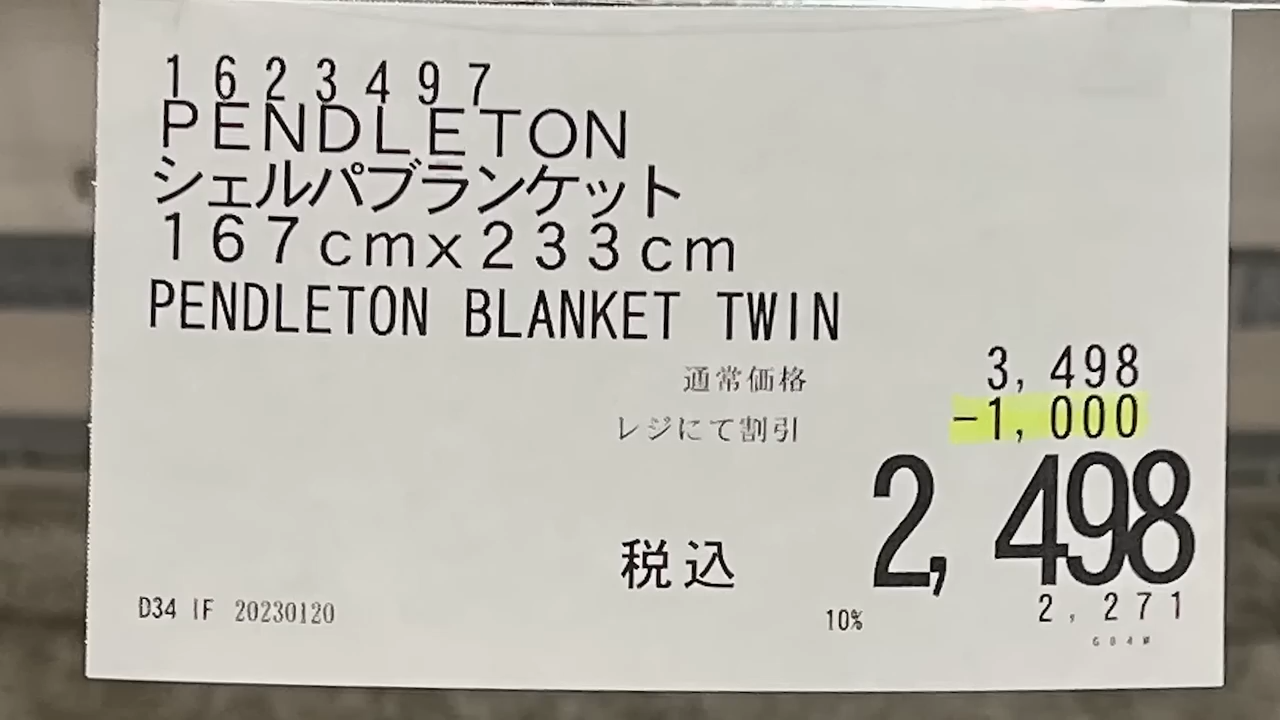 1623497
PENDLETON
シェルパブランケット
167cmx233cm
PENDLETON BLANKET TWIN
通常価格 3,498
レジにて割引 -1,000
税込 2,498
10% 2,271
D34 IF 20230120